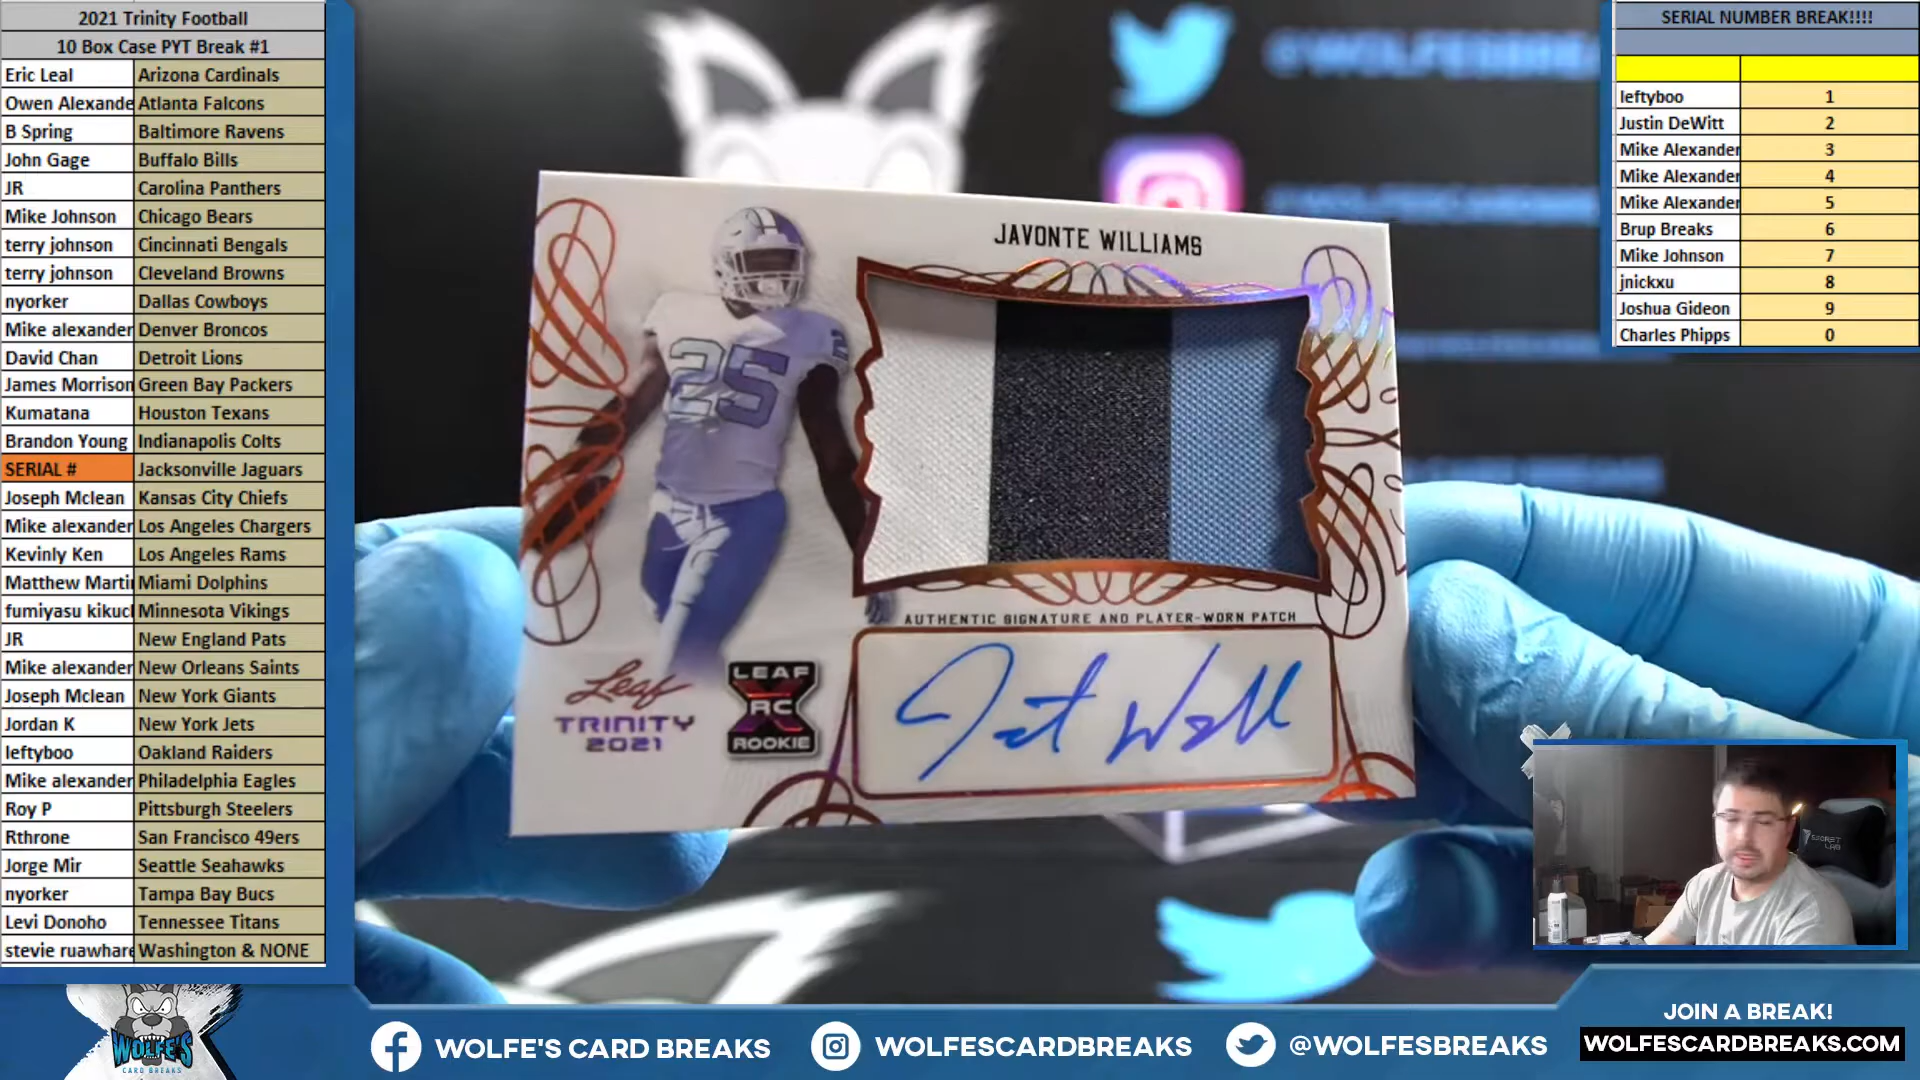 2021 Trinity Football
10 Box Case PYT Break #1
Eric Leal Arizona Cardinals
Owen Alexande Atlanta Falcons
B Spring Baltimore Ravens
John Gage Buffalo Bills
JR Carolina Panthers
Mike Johnson Chicago Bears
terry johnson Cincinnati Bengals
terry johnson Cleveland Browns
nyorker Dallas Cowboys
Mike alexander Denver Broncos
David Chan Detroit Lions
James Morrison Green Bay Packers
Kumatana Houston Texans
Brandon Young Indianapolis Colts
SERIAL # Jacksonville Jaguars
Joseph Mclean Kansas City Chiefs
Mike alexander Los Angeles Chargers
Kevinly Ken Los Angeles Rams
Matthew Marti Miami Dolphins
fumiyasu kikuc Minnesota Vikings
JR New England Pats
Mike alexander New Orleans Saints
Joseph Mclean New York Giants
Jordan K New York Jets
leftyboo Oakland Raiders
Mike alexander Philadelphia Eagles
Roy P Pittsburgh Steelers
Rthrone San Francisco 49ers
Jorge Mir Seattle Seahawks
nyorker Tampa Bay Bucs
Levi Donoho Tennessee Titans
stevie ruawhare Washington & NONE
@WOLFESBREA
JAVONTE WILLIAMS
25
2
AUTHENTIC SIGNATURE AND PLAYER-WORN PATCH
Leaf
TRINITY
2021
LEAF
RC
ROOKIE
SERIAL NUMBER BREAK!!!!
leftyboo 1
Justin DeWitt 2
Mike Alexander 3
Mike Alexander 4
Mike Alexander 5
Brup Breaks 6
Mike Johnson 7
jnickxu 8
Joshua Gideon 9
Charles Phipps 0
SECRET
LAB
WOLFE'S
CARD BREAKS
WOLFE'S CARD BREAKS
WOLFESCARDBREAKS
@WOLFESBREAKS
JOIN A BREAK!
WOLFESCARDBREAKS.COM